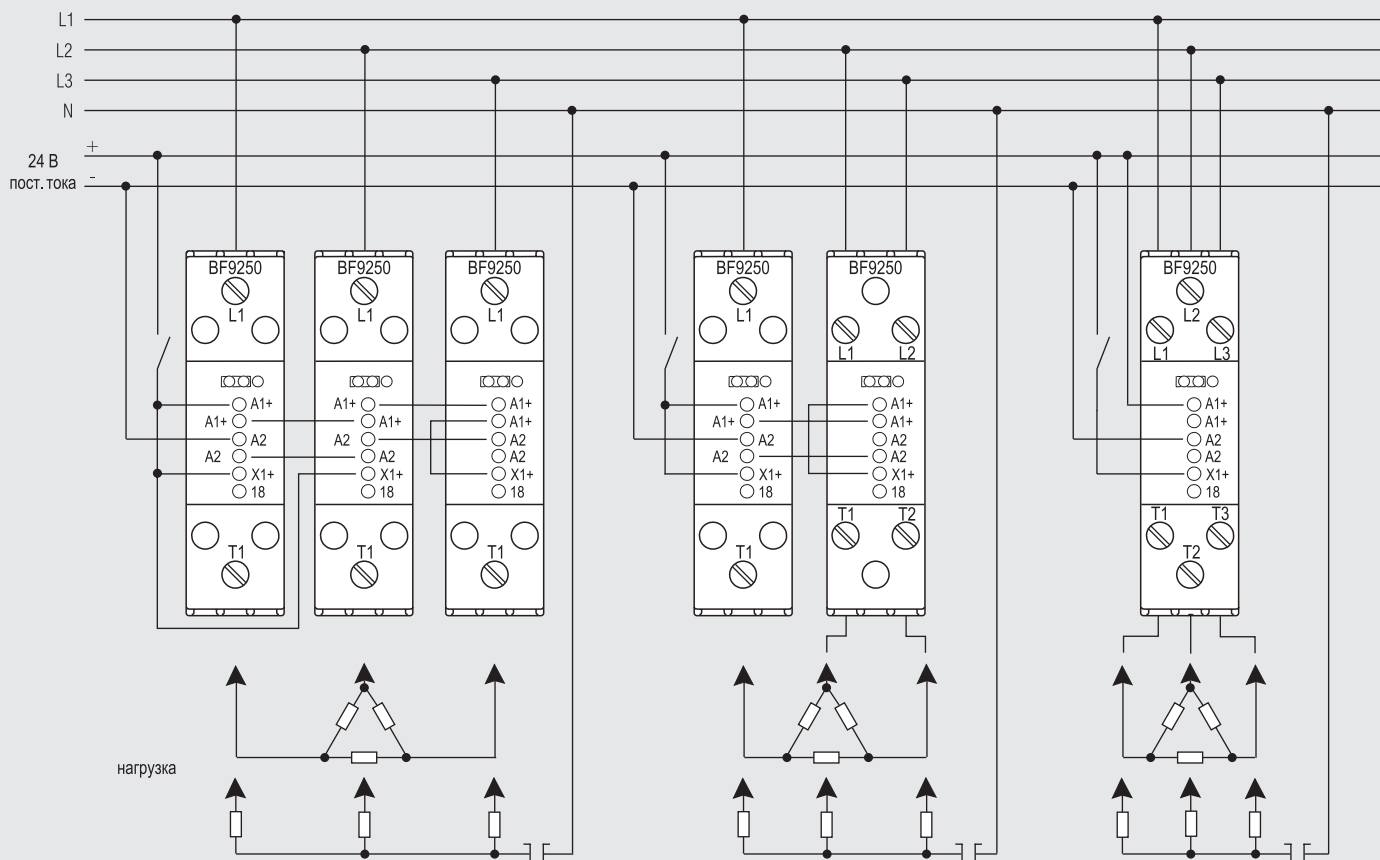 L1
L2
L3
N
24 В
+
пост. тока
-
BF9250 BF9250 BF9250 BF9250 BF9250 BF9250
L1 L1 L1 L1 L1 L2 L1 L2 L3
A1+ A1+ A1+ A1+ A1+ A1+
A1+ A1+ A1+ A1+ A1+ A1+
A2 A2 A2 A2 A2 A2
A2 A2 A2 A2 A2 A2
X1+ X1+ X1+ X1+ X1+ X1+
18 18 18 18 18 18
T1 T1 T1 T1 T1 T2 T1 T3
T2
нагрузка